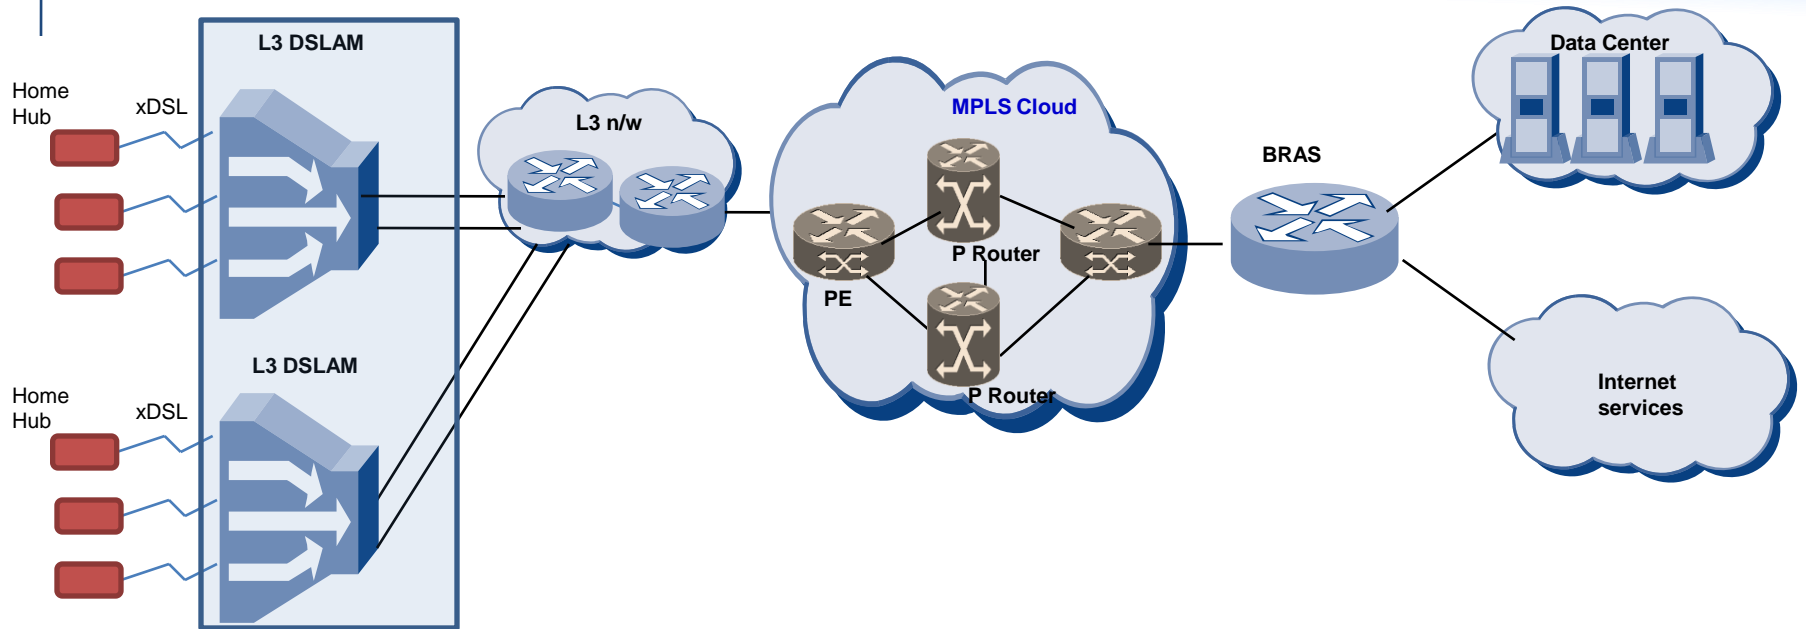 L3 DSLAM
Home
Hub
xDSL
L3 n/w
MPLS Cloud
P Router
PE
P Router
BRAS
Data Center
Internet
services
L3 DSLAM
Home
Hub
xDSL